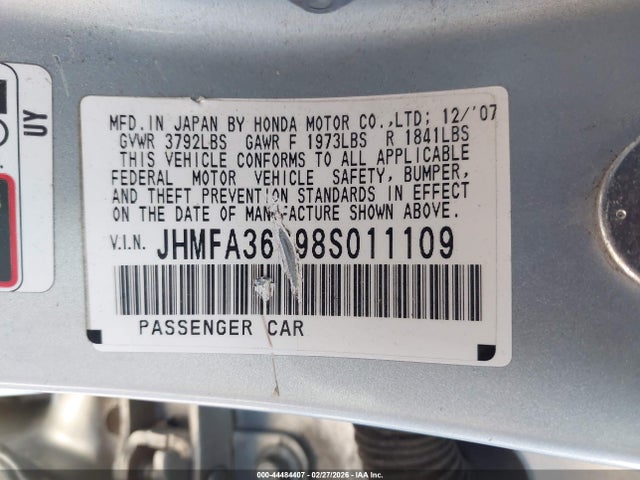 UY
MFD.IN JAPAN BY HONDA MOTOR CO.,LTD; 12/'07
GVWR 3792LBS GAWR F 1973LBS R 1841LBS
THIS VEHICLE CONFORMS TO ALL APPLICABLE
FEDERAL MOTOR VEHICLE SAFETY, BUMPER,
AND THEFT PREVENTION STANDARDS IN EFFECT
ON THE DATE OF MANUFACTURE SHOWN ABOVE.
V.I.N.
PASSENGER CAR
000-44484407 - 02/27/2026 - IAA Inc.